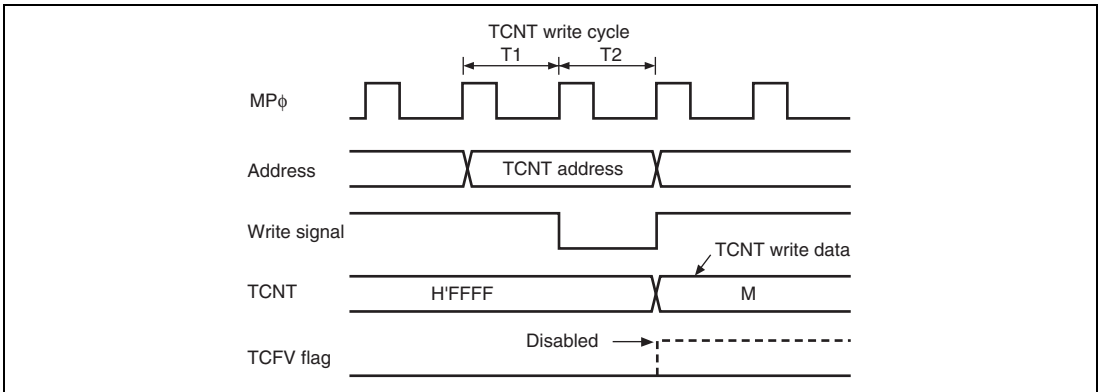 TCNT write cycle
T1 T2
MPϕ
Address TCNT address
Write signal
TCNT write data
TCNT H'FFFF M
Disabled
TCFV flag